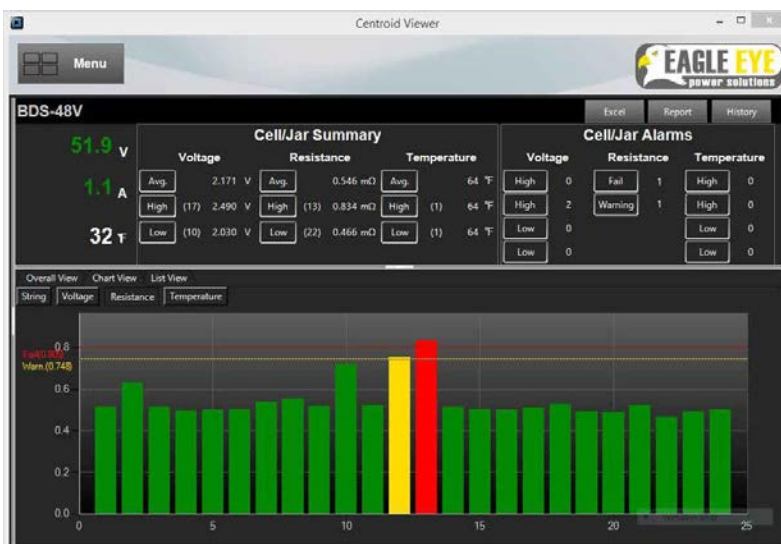 Centroid Viewer
Menu
EAGLE EYE
power solutions
BDS-48V
Excel Report History
51.9 V
1.1 A
32 °F
Cell/Jar Summary
Voltage Resistance Temperature
Avg. 2.171 V Avg. 0.546 mΩ Avg. 64 °F
High (17) 2.490 V High (13) 0.834 mΩ High (1) 64 °F
Low (10) 2.030 V Low (22) 0.466 mΩ Low (1) 64 °F
Cell/Jar Alarms
Voltage Resistance Temperature
High 0 Fail 1 High 0
High 2 Warning 1 High 0
Low 0 Low 0
Low 0 Low 0
Overall View Chart View List View
String Voltage Resistance Temperature
0.8
Warn.(0.748)
0.6
0.4
0.2
0.0
0 5 10 15 20 25